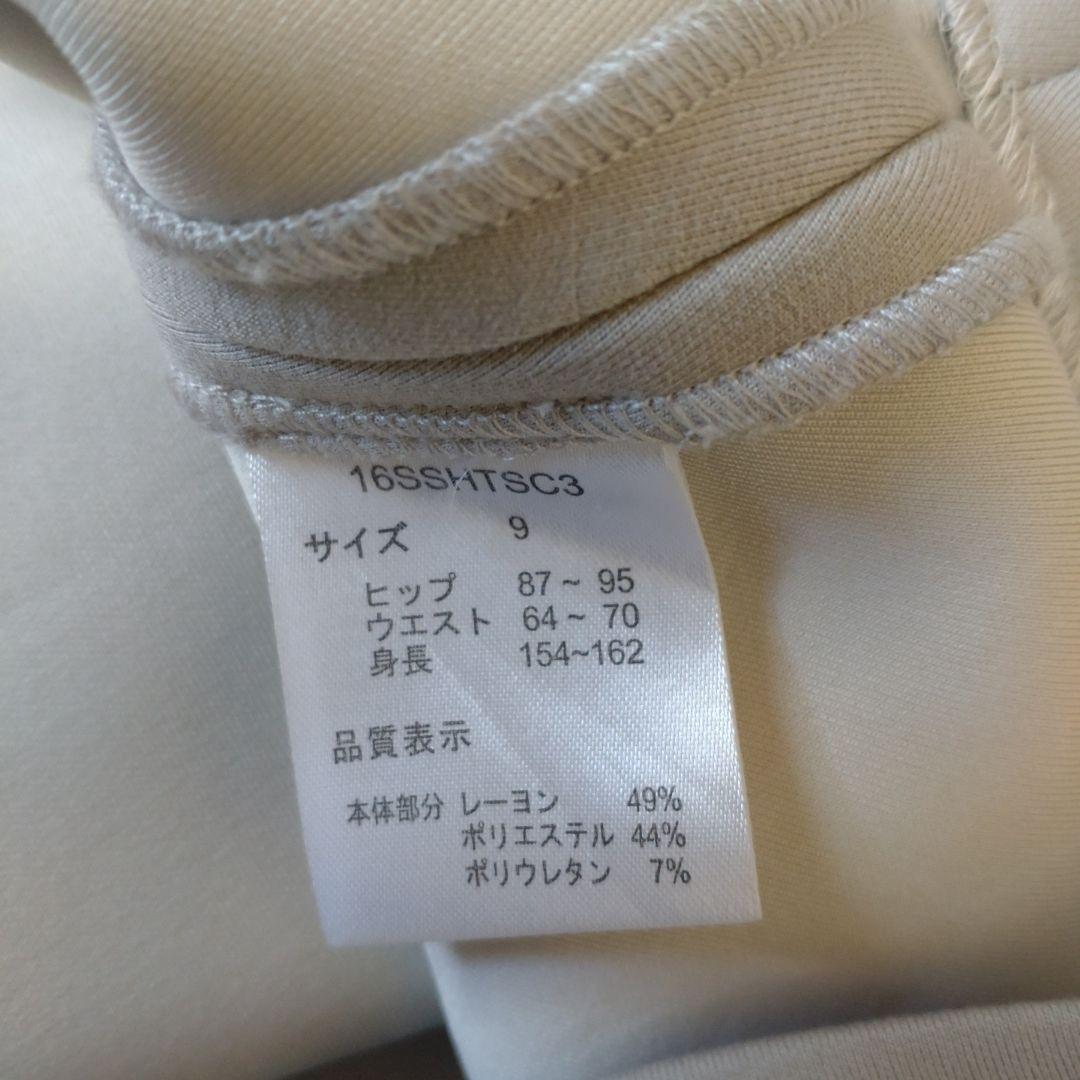 16SSHTSC3
サイズ 9
ヒップ 87~ 95
ウエスト 64~ 70
身長 154~162
品質表示
本体部分 レーヨン 49%
ポリエステル 44%
ポリウレタン 7%